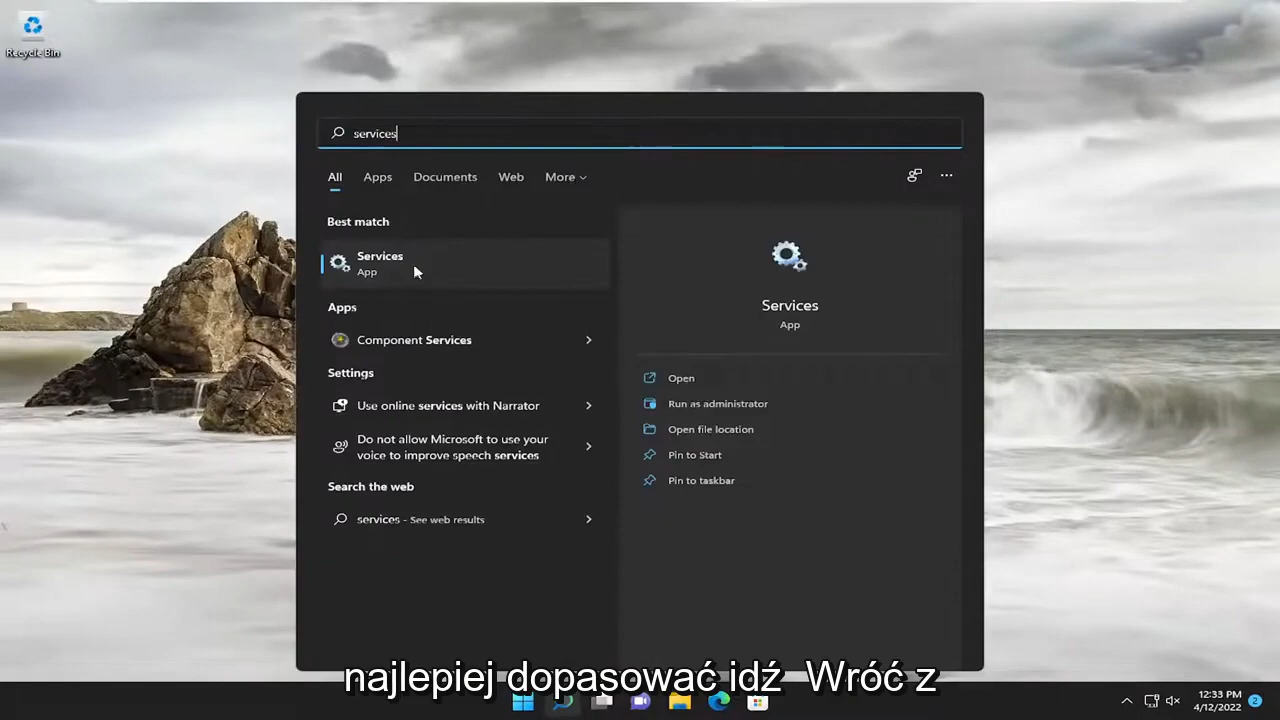 Recycle Bin
services
All Apps Documents Web More
Best match
Services
App
Apps
Component Services
Settings
Use online services with Narrator
Do not allow Microsoft to use your
voice to improve speech services
Search the web
services - See web results
Services
App
Open
Run as administrator
Open file location
Pin to Start
Pin to taskbar
najlepiej dopasować idź Wróć z
12:33 PM
4/12/2022
2